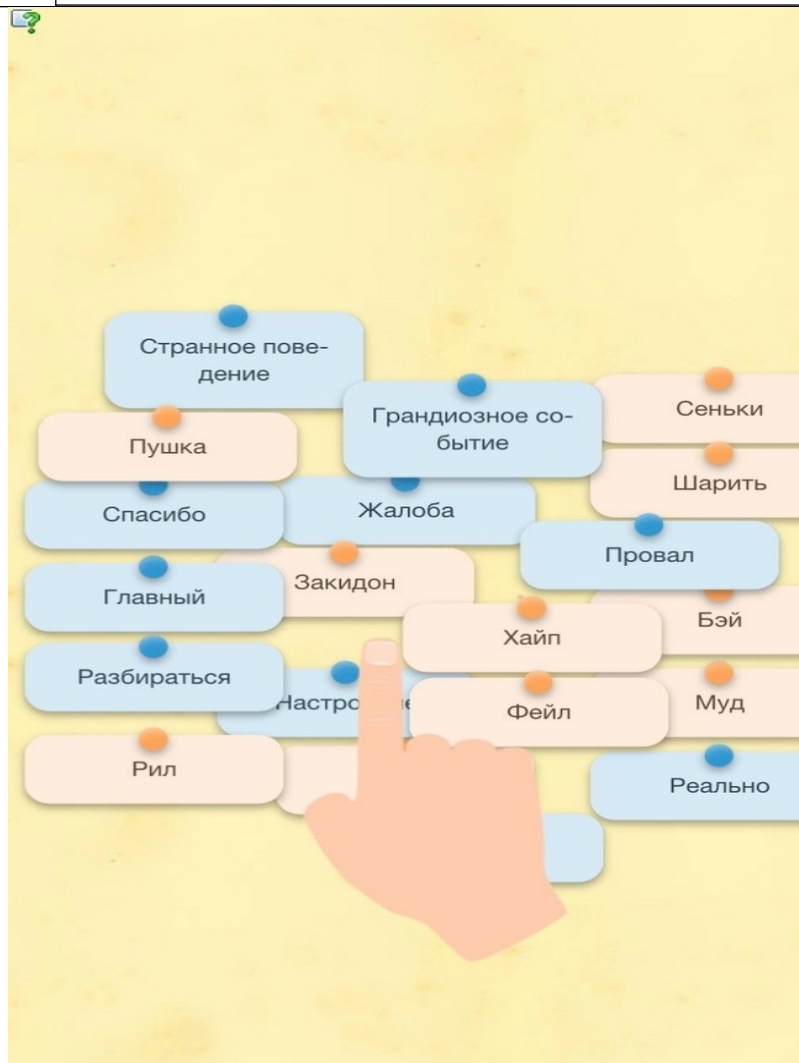 Странное пове-
дение
Грандиозное со-
бытие
Сеньки
Пушка
Шарить
Спасибо
Жалоба
Провал
Закидон
Главный
Бэй
Хайп
Разбираться
Муд
Фейл
Рил
Реально